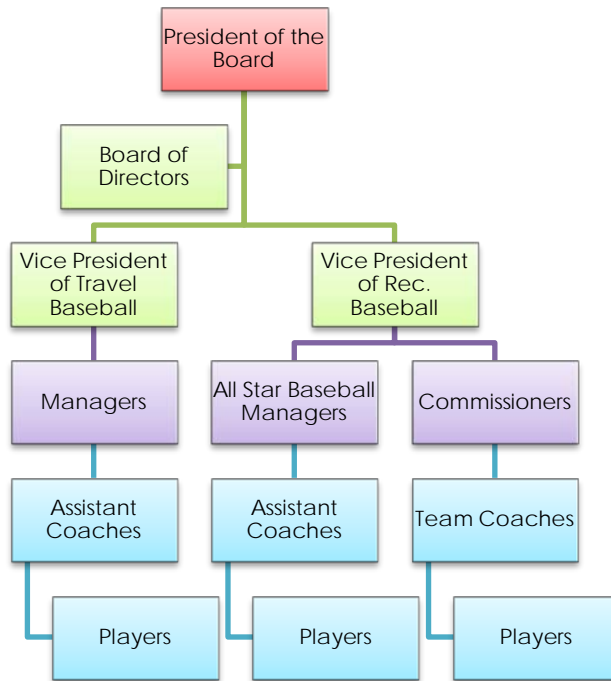 President of the
Board
Board of
Directors
Vice President
of Travel
Baseball
Vice President
of Rec.
Baseball
Managers
All Star Baseball
Managers
Commissioners
Assistant
Coaches
Assistant
Coaches
Team Coaches
Players
Players
Players